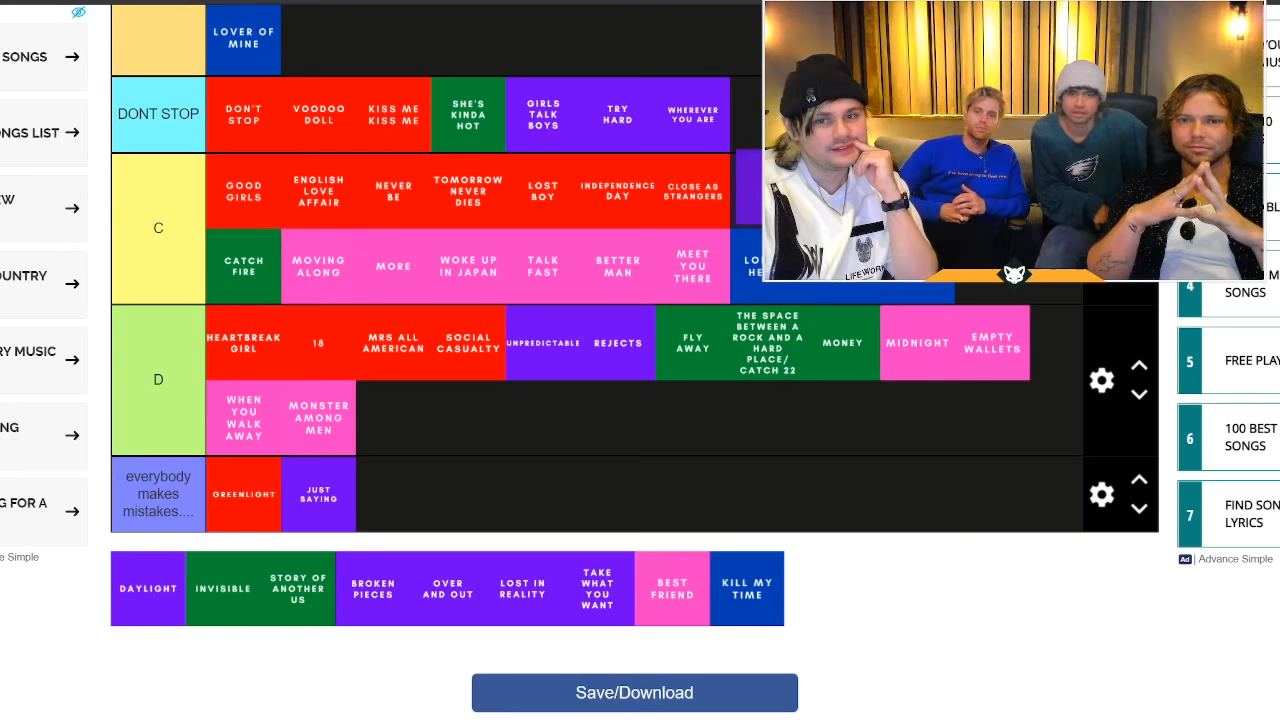 SONGS
ONGS LIST
EW
OUNTRY
RY MUSIC
NG
G FOR A
e Simple
LOVER OF
MINE
DONT STOP
DON'T
STOP
VOODOO
DOLL
KISS ME
KISS ME
SHE'S
KINDA
HOT
GIRLS
TALK
BOYS
TRY
HARD
WHEREVER
YOU ARE
C
GOOD
GIRLS
ENGLISH
LOVE
AFFAIR
NEVER
BE
TOMORROW
NEVER
DIES
LOST
BOY
INDEPENDENCE
DAY
CLOSE AS
STRANGERS
CATCH
FIRE
MOVING
ALONG
MORE
WOKE UP
IN JAPAN
TALK
FAST
BETTER
MAN
MEET
YOU
THERE
LO
HE
D
HEARTBREAK
GIRL
18
MRS ALL
AMERICAN
SOCIAL
CASUALTY
UNPREDICTABLE
REJECTS
FLY
AWAY
THE SPACE
BETWEEN A
ROCK AND A
HARD
PLACE/
CATCH 22
MONEY
MIDNIGHT
EMPTY
WALLETS
WHEN
YOU
WALK
AWAY
MONSTER
AMONG
MEN
everybody
makes
mistakes....
GREENLIGHT
JUST
SAYING
DAYLIGHT
INVISIBLE
STORY OF
ANOTHER
US
BROKEN
PIECES
OVER
AND OUT
LOST IN
REALITY
TAKE
WHAT
YOU
WANT
BEST
FRIEND
KILL MY
TIME
Save/Download
Y3
LIFEWORK
4
SONGS
5
FREE PLAY
6
100 BEST
SONGS
7
FIND SON
LYRICS
Ad | Advance Simple